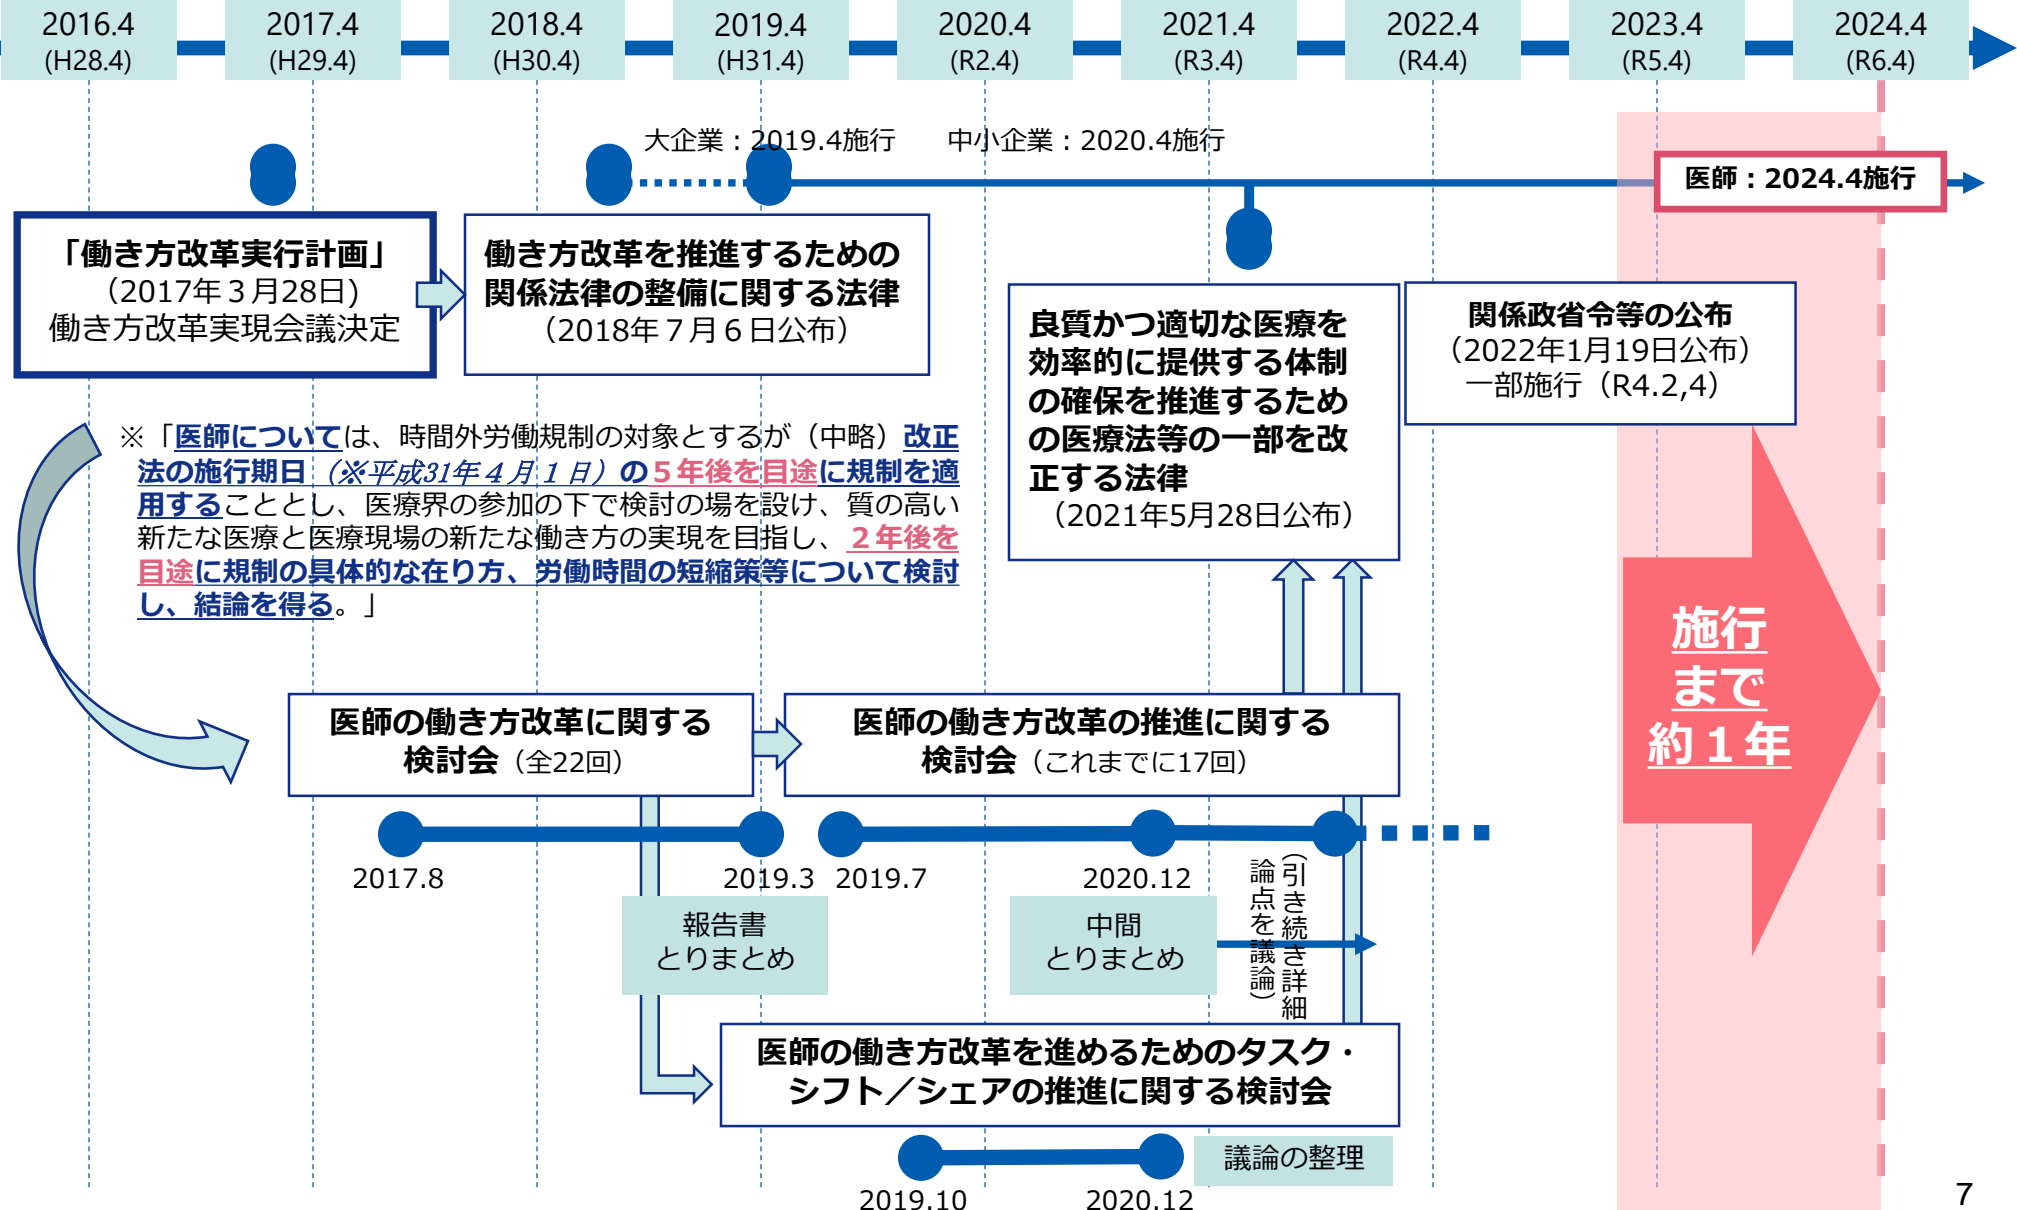 2016.4
(H28.4)
2017.4
(H29.4)
2018.4
(H30.4)
2019.4
(H31.4)
2020.4
(R2.4)
2021.4
(R3.4)
2022.4
(R4.4)
2023.4
(R5.4)
2024.4
(R6.4)
大企業：2019.4施行　　中小企業：2020.4施行
医師：2024.4施行
「働き方改革実行計画」
（2017年３月28日)
働き方改革実現会議決定
働き方改革を推進するための
関係法律の整備に関する法律
（2018年７月６日公布）
良質かつ適切な医療を
効率的に提供する体制
の確保を推進するため
の医療法等の一部を改
正する法律
（2021年5月28日公布）
関係政省令等の公布
（2022年1月19日公布）
一部施行（R4.2,4）
※「医師については、時間外労働規制の対象とするが（中略）改正
法の施行期日（※平成31年４月１日）の５年後を目途に規制を適
用することとし、医療界の参加の下で検討の場を設け、質の高い
新たな医療と医療現場の新たな働き方の実現を目指し、２年後を
目途に規制の具体的な在り方、労働時間の短縮策等について検討
し、結論を得る。」
施行
まで
約１年
医師の働き方改革に関する
検討会（全22回）
医師の働き方改革の推進に関する
検討会（これまでに17回）
2017.8
2019.3
2019.7
2020.12
（引き続き詳細
論点を議論）
報告書
とりまとめ
中間
とりまとめ
医師の働き方改革を進めるためのタスク・
シフト／シェアの推進に関する検討会
議論の整理
2019.10
2020.12
7